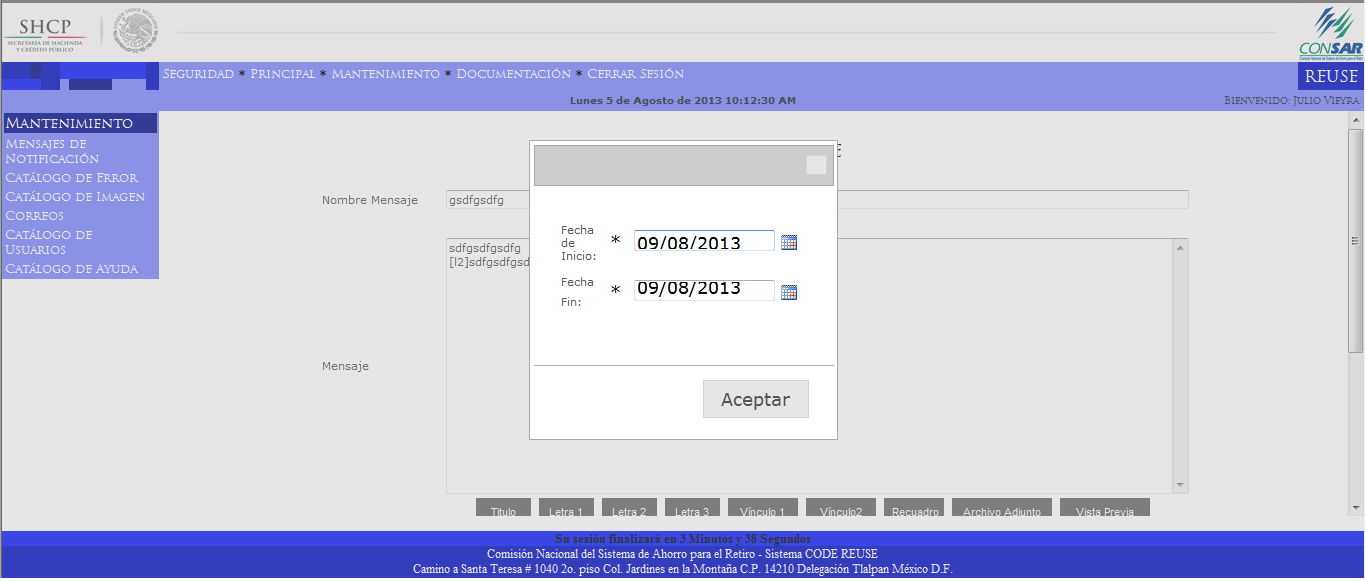 SHCP
SECRETARÍA DE HACIENDA
Y CRÉDITO PÚBLICO
CONSAR
Comisión Nacional del Sistema de Ahorro para el Retiro
SEGURIDAD * PRINCIPAL * MANTENIMIENTO * DOCUMENTACIÓN * CERRAR SESIÓN
REUSE
Lunes 5 de Agosto de 2013 10:12:30 AM
BIENVENIDO: JULIO VIEYRA
MANTENIMIENTO
MENSAJES DE
NOTIFICACIÓN
CATÁLOGO DE ERROR
CATÁLOGO DE IMAGEN
CORREOS
CATÁLOGO DE
USUARIOS
CATÁLOGO DE AYUDA
E
Nombre Mensaje
gsdfgsdfg
Mensaje
sdfgsdfgsdfg
[l2]sdfgsdfgsd
Fecha
de
Inicio:
* 09/08/2013
Fecha
Fin:
* 09/08/2013
Aceptar
Titulo Letra 1 Letra 2 Letra 3 Vínculo 1 Vínculo2 Recuadro Archivo Adjunto Vista Previa
Su sesión finalizará en 3 Minutos y 38 Segundos
Comisión Nacional del Sistema de Ahorro para el Retiro - Sistema CODE REUSE
Camino a Santa Teresa # 1040 2o. piso Col. Jardines en la Montaña C.P. 14210 Delegación Tlalpan México D.F.